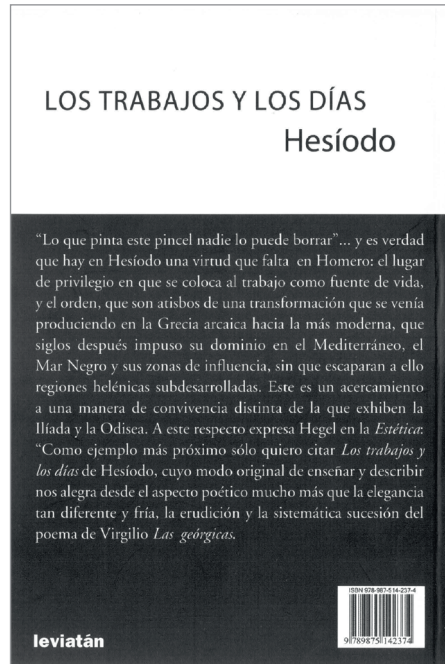 LOS TRABAJOS Y LOS DÍAS
Hesíodo
“Lo que pinta este pincel nadie lo puede borrar”... y es verdad
que hay en Hesíodo una virtud que falta en Homero: el lugar
de privilegio en que se coloca al trabajo como fuente de vida,
y el orden, que son atisbos de una transformación que se venía
produciendo en la Grecia arcaica hacia la más moderna, que
siglos después impuso su dominio en el Mediterráneo, el
Mar Negro y sus zonas de influencia, sin que escaparan a ello
regiones helénicas subdesarrolladas. Este es un acercamiento
a una manera de convivencia distinta de la que exhiben la
Ilíada y la Odisea. A este respecto expresa Hegel en la Estética:
“Como ejemplo más próximo sólo quiero citar Los trabajos y
los días de Hesíodo, cuyo modo original de enseñar y describir
nos alegra desde el aspecto poético mucho más que la elegancia
tan diferente y fría, la erudición y la sistemática sucesión del
poema de Virgilio Las geórgicas.
ISBN 978-987-514-237-4
9 789875 142374
leviatán